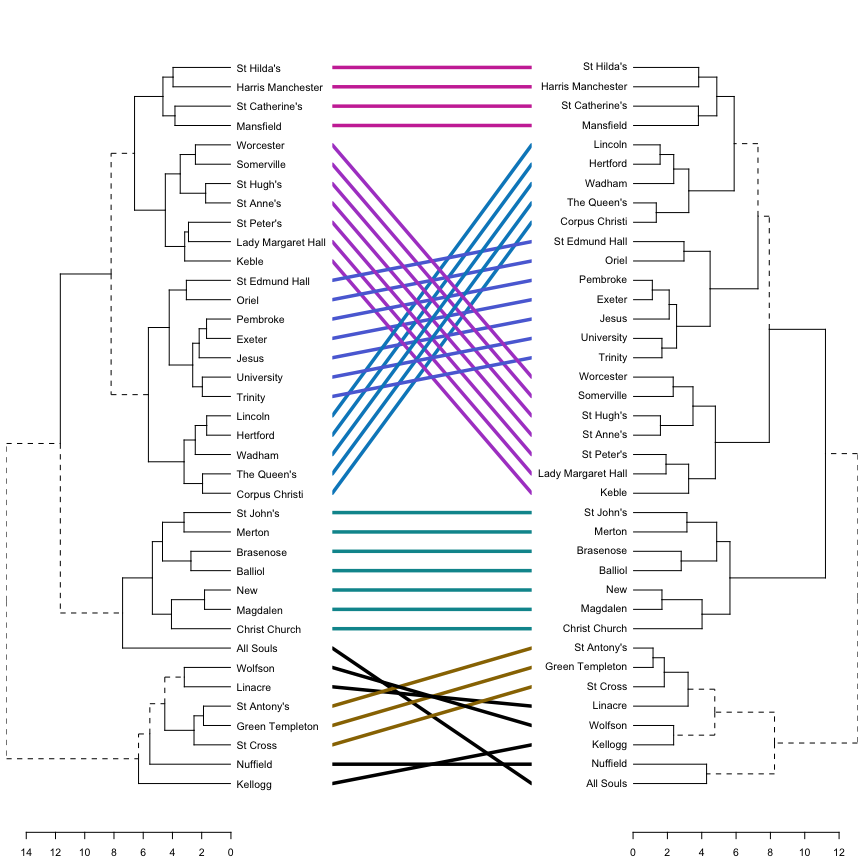 St Hilda's St Hilda's
Harris Manchester Harris Manchester
St Catherine's St Catherine's
Mansfield Mansfield
Worcester Lincoln
Somerville Hertford
St Hugh's Wadham
St Anne's The Queen's
St Peter's Corpus Christi
Lady Margaret Hall St Edmund Hall
Keble Oriel
St Edmund Hall Pembroke
Oriel Exeter
Pembroke Jesus
Exeter University
Jesus Trinity
University Worcester
Trinity Somerville
Lincoln St Hugh's
Hertford St Anne's
Wadham St Peter's
The Queen's Lady Margaret Hall
Corpus Christi Keble
St John's St John's
Merton Merton
Brasenose Brasenose
Balliol Balliol
New New
Magdalen Magdalen
Christ Church Christ Church
All Souls St Antony's
Wolfson Green Templeton
Linacre St Cross
St Antony's Linacre
Green Templeton Wolfson
St Cross Kellogg
Nuffield Nuffield
Kellogg All Souls
14 12 10 8 6 4 2 0 0 2 4 6 8 10 12